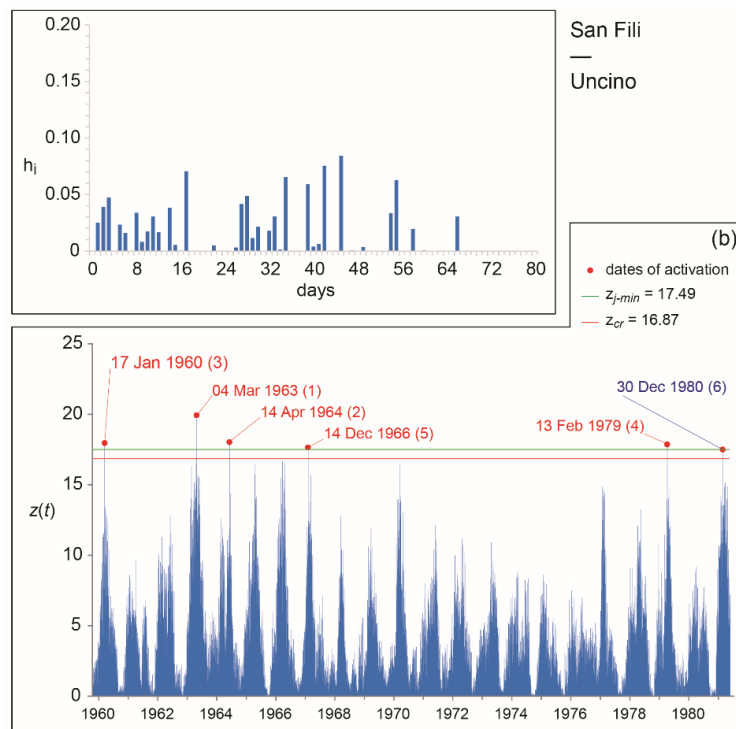 San Fili
—
Uncino
0.20
0.15
0.10
h_i
0.05
0
0 8 16 24 32 40 48 56 64 72 80
days
(b)
dates of activation
z_j-min = 17.49
z_cr = 16.87
25
17 Jan 1960 (3)
04 Mar 1963 (1)
30 Dec 1980 (6)
20
14 Apr 1964 (2)
14 Dec 1966 (5)
13 Feb 1979 (4)
15
z(t)
10
5
0
1960 1962 1964 1966 1968 1970 1972 1974 1976 1978 1980